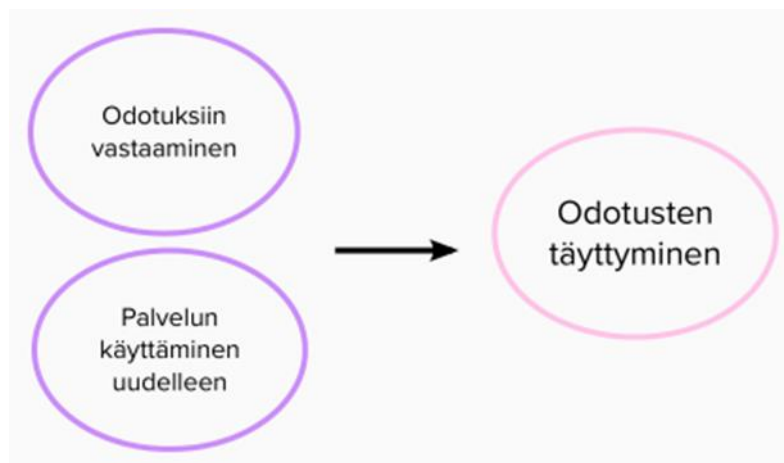 Odotuksiin
vastaaminen
Palvelun
käyttäminen
uudelleen
Odotusten
täyttyminen